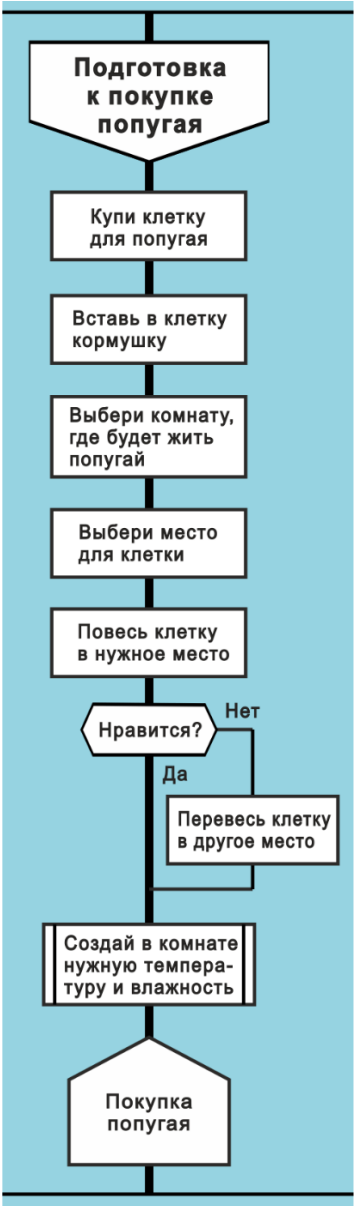 Подготовка
к покупке
попугая
Купи клетку
для попугая
Вставь в клетку
кормушку
Выбери комнату,
где будет жить
попугай
Выбери место
для клетки
Повесь клетку
в нужное место
Нравится?
Нет
Да
Перевесь клетку
в другое место
Создай в комнате
нужную темпера-
туру и влажность
Покупка
попугая